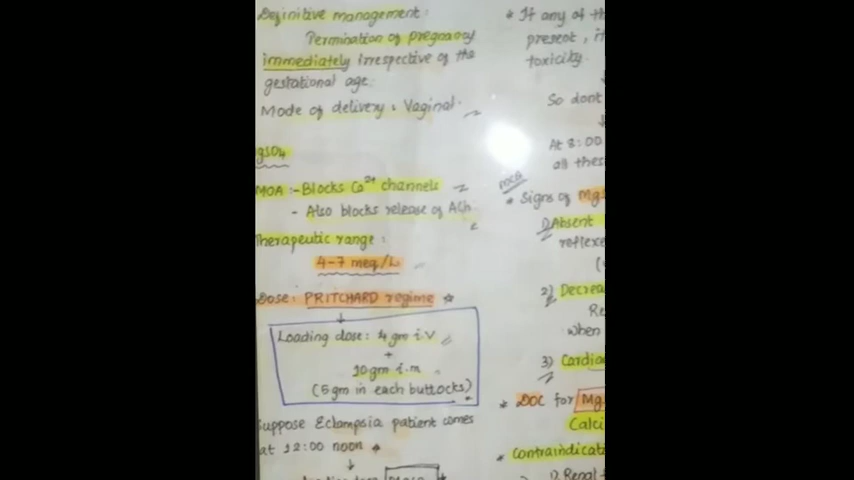 Definitive management:
Permination of pregnancy
immediately irrespective of the
gestational age:
Mode of delivery: Vaginal.
gSO4
MOA :- Blocks Ca2+ channels
- Also blocks release of ACh.
Therapeutic range:
4-7 meq/L.
Dose: PRITCHARD regime
Loading dose: 4 gm i.v
+
10 gm i.m
(5 gm in each buttocks)
Suppose Eclampsia patient comes
at 12:00 noon
* If any of th
present, i
toxicity.
So dont
At 8:00
all thes
* Signs of Mg
1) Absent
reflexe
2) Decrea
Re
when
3) Cardia
* DOC for Mg
Calci
* Contraindicat
1) Renal